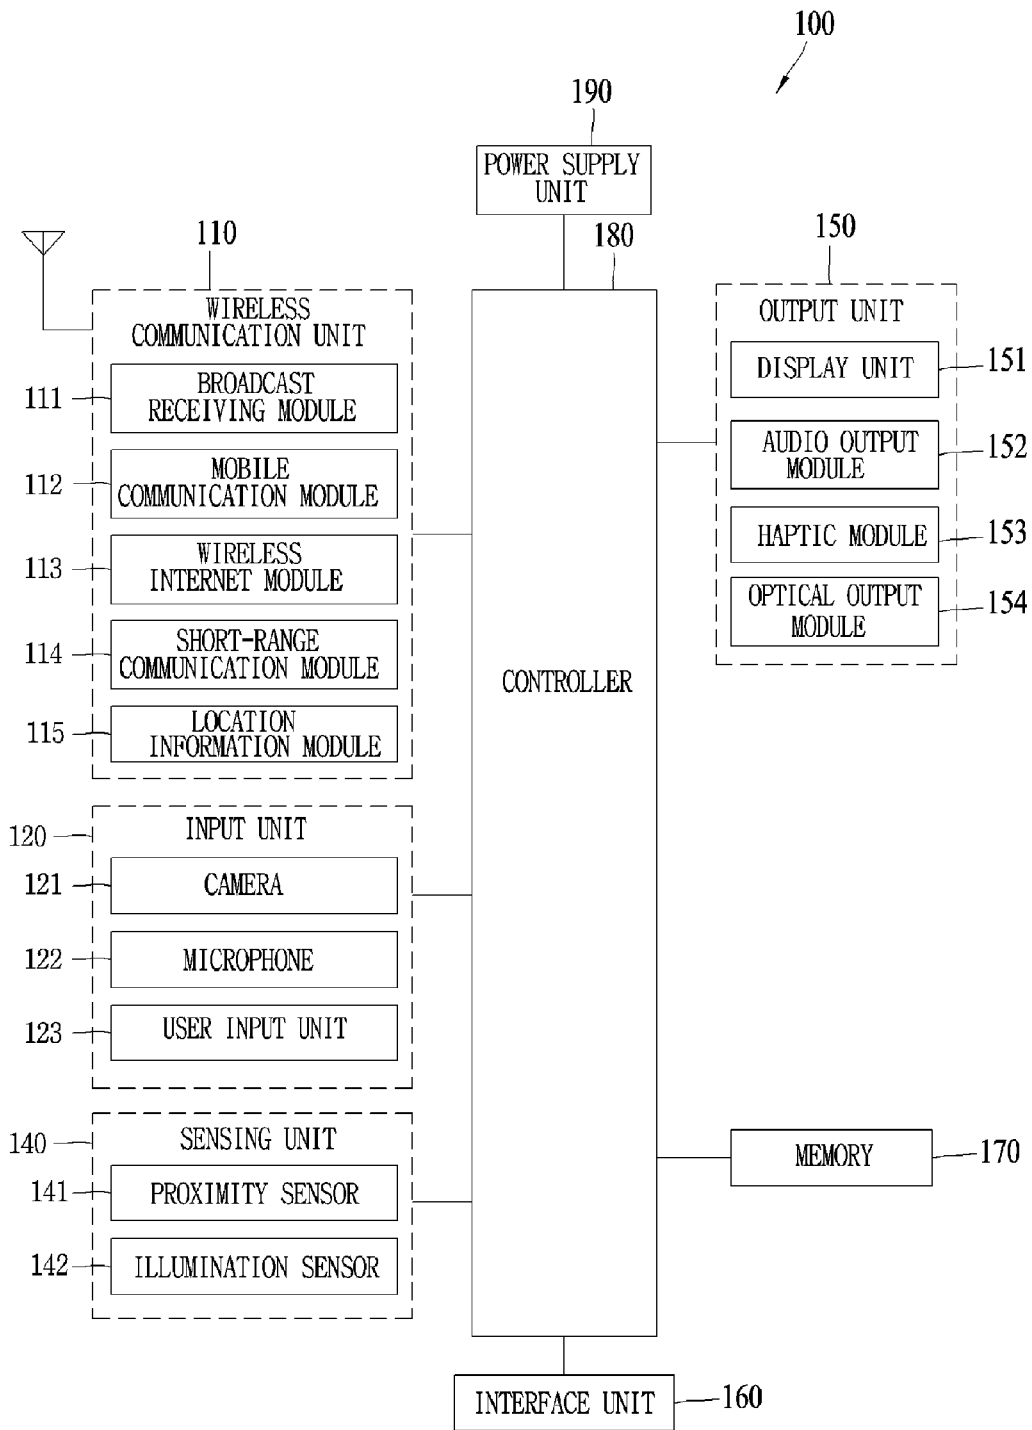 100
190
POWER SUPPLY
UNIT
110
180
150
WIRELESS
COMMUNICATION UNIT
111
BROADCAST
RECEIVING MODULE
112
MOBILE
COMMUNICATION MODULE
113
WIRELESS
INTERNET MODULE
114
SHORT-RANGE
COMMUNICATION MODULE
115
LOCATION
INFORMATION MODULE
120
INPUT UNIT
121
CAMERA
122
MICROPHONE
123
USER INPUT UNIT
140
SENSING UNIT
141
PROXIMITY SENSOR
142
ILLUMINATION SENSOR
CONTROLLER
OUTPUT UNIT
DISPLAY UNIT
151
AUDIO OUTPUT
MODULE
152
HAPTIC MODULE
153
OPTICAL OUTPUT
MODULE
154
MEMORY
170
INTERFACE UNIT
160